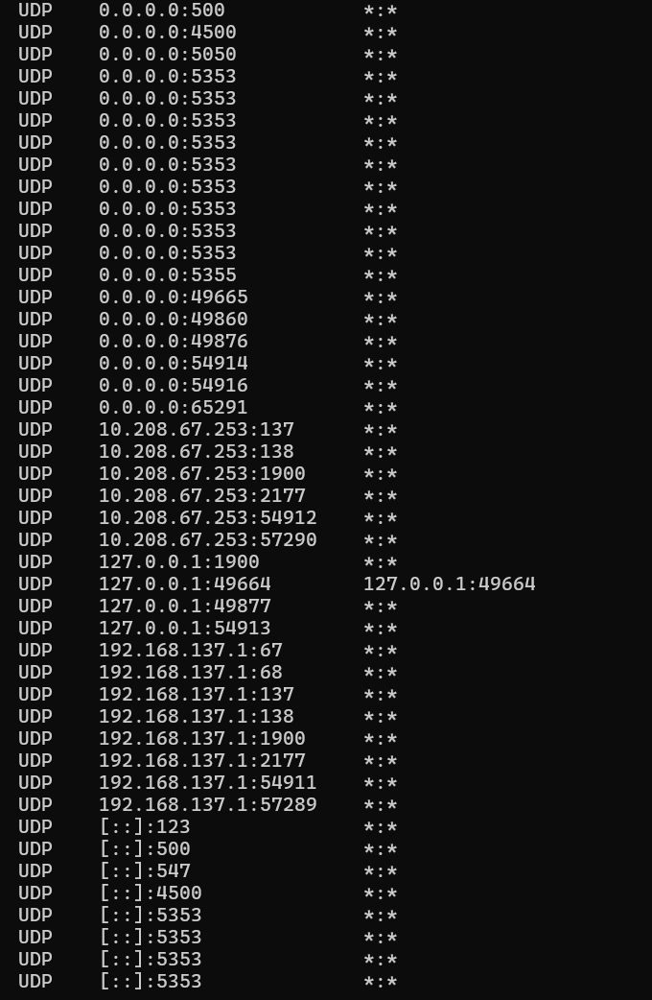 UDP    0.0.0.0:500            *:*
UDP    0.0.0.0:4500           *:*
UDP    0.0.0.0:5050           *:*
UDP    0.0.0.0:5353           *:*
UDP    0.0.0.0:5353           *:*
UDP    0.0.0.0:5353           *:*
UDP    0.0.0.0:5353           *:*
UDP    0.0.0.0:5353           *:*
UDP    0.0.0.0:5353           *:*
UDP    0.0.0.0:5353           *:*
UDP    0.0.0.0:5353           *:*
UDP    0.0.0.0:5353           *:*
UDP    0.0.0.0:5355           *:*
UDP    0.0.0.0:49665          *:*
UDP    0.0.0.0:49860          *:*
UDP    0.0.0.0:49876          *:*
UDP    0.0.0.0:54914          *:*
UDP    0.0.0.0:54916          *:*
UDP    0.0.0.0:65291          *:*
UDP    10.208.67.253:137      *:*
UDP    10.208.67.253:138      *:*
UDP    10.208.67.253:1900     *:*
UDP    10.208.67.253:2177     *:*
UDP    10.208.67.253:54912    *:*
UDP    10.208.67.253:57290    *:*
UDP    127.0.0.1:1900         *:*
UDP    127.0.0.1:49664        127.0.0.1:49664
UDP    127.0.0.1:49877        *:*
UDP    127.0.0.1:54913        *:*
UDP    192.168.137.1:67       *:*
UDP    192.168.137.1:68       *:*
UDP    192.168.137.1:137      *:*
UDP    192.168.137.1:138      *:*
UDP    192.168.137.1:1900     *:*
UDP    192.168.137.1:2177     *:*
UDP    192.168.137.1:54911    *:*
UDP    192.168.137.1:57289    *:*
UDP    [::]:123               *:*
UDP    [::]:500               *:*
UDP    [::]:547               *:*
UDP    [::]:4500              *:*
UDP    [::]:5353              *:*
UDP    [::]:5353              *:*
UDP    [::]:5353              *:*
UDP    [::]:5353              *:*